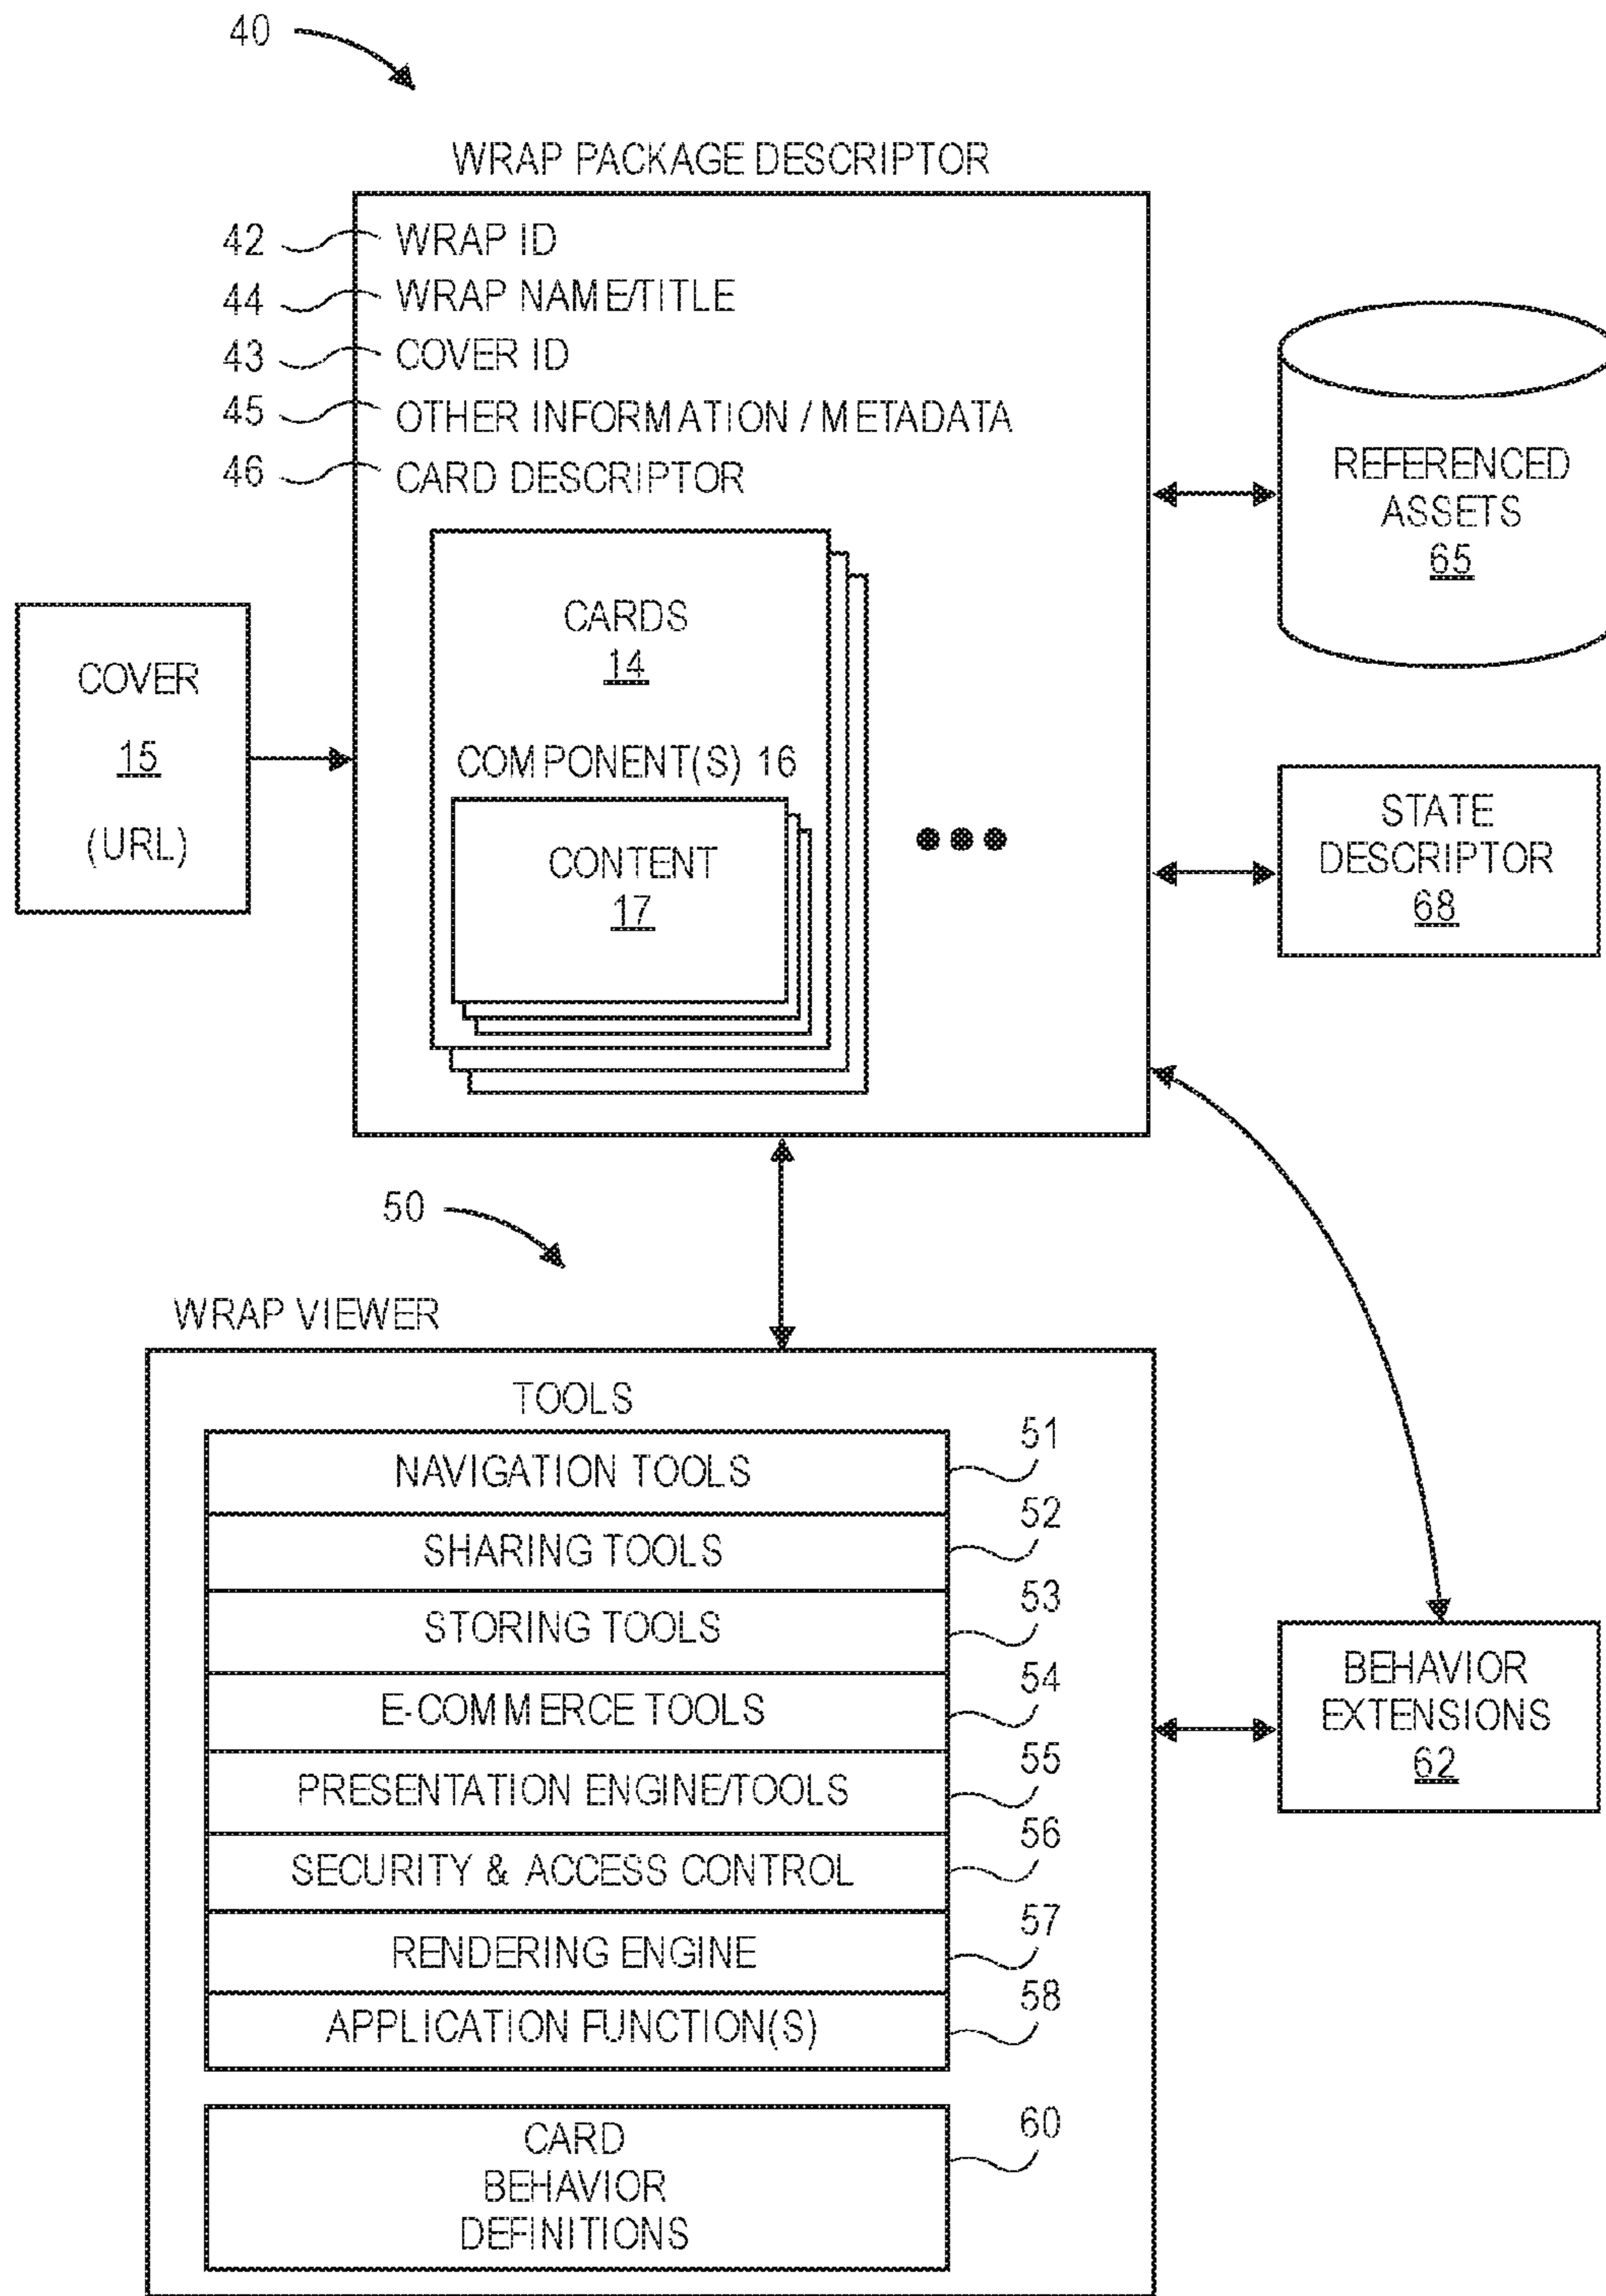 40
WRAP PACKAGE DESCRIPTOR
42 WRAP ID
44 WRAP NAME/TITLE
43 COVER ID
45 OTHER INFORMATION / METADATA
46 CARD DESCRIPTOR
CARDS
14
COMPONENT(S) 16
CONTENT
17
COVER
15
(URL)
REFERENCED
ASSETS
65
STATE
DESCRIPTOR
68
50
WRAP VIEWER
TOOLS
NAVIGATION TOOLS 51
SHARING TOOLS 52
STORING TOOLS 53
E-COMMERCE TOOLS 54
PRESENTATION ENGINE/TOOLS 55
SECURITY & ACCESS CONTROL 56
RENDERING ENGINE 57
APPLICATION FUNCTION(S) 58
CARD 60
BEHAVIOR
DEFINITIONS
BEHAVIOR
EXTENSIONS
62